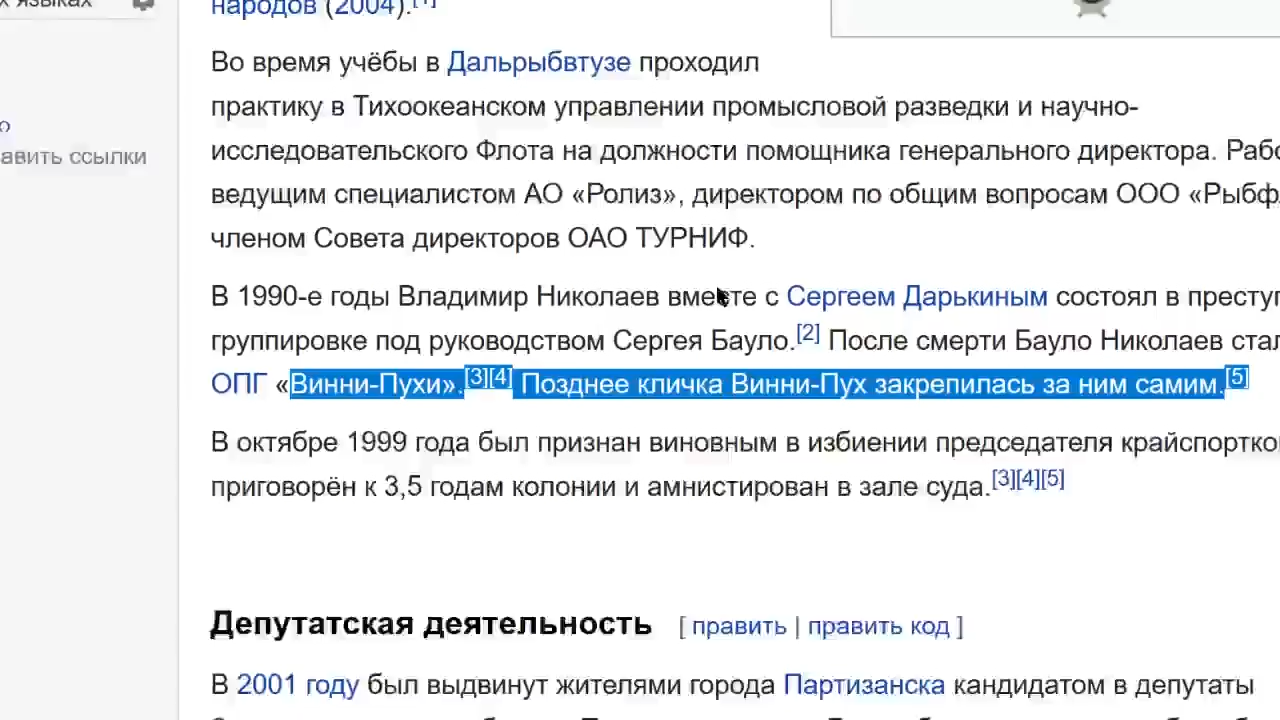 языках
народов (2004).[1]
Во время учёбы в Дальрыбвтузе проходил
практику в Тихоокеанском управлении промысловой разведки и научно-
исследовательского Флота на должности помощника генерального директора.
авить ссылки
ведущим специалистом АО «Ролиз», директором по общим вопросам ООО
членом Совета директоров ОАО ТУРНИФ.
В 1990-е годы Владимир Николаев вместе с Сергеем Дарькиным состоял в
группировке под руководством Сергея Бауло.[2] После смерти Бауло Николаев
ОПГ «Винни-Пухи».[3][4] Позднее кличка Винни-Пух закрепилась за ним самим.[5]
В октябре 1999 года был признан виновным в избиении председателя
приговорён к 3,5 годам колонии и амнистирован в зале суда.[3][4][5]
Депутатская деятельность [ править | править код ]
В 2001 году был выдвинут жителями города Партизанска кандидатом в депутаты